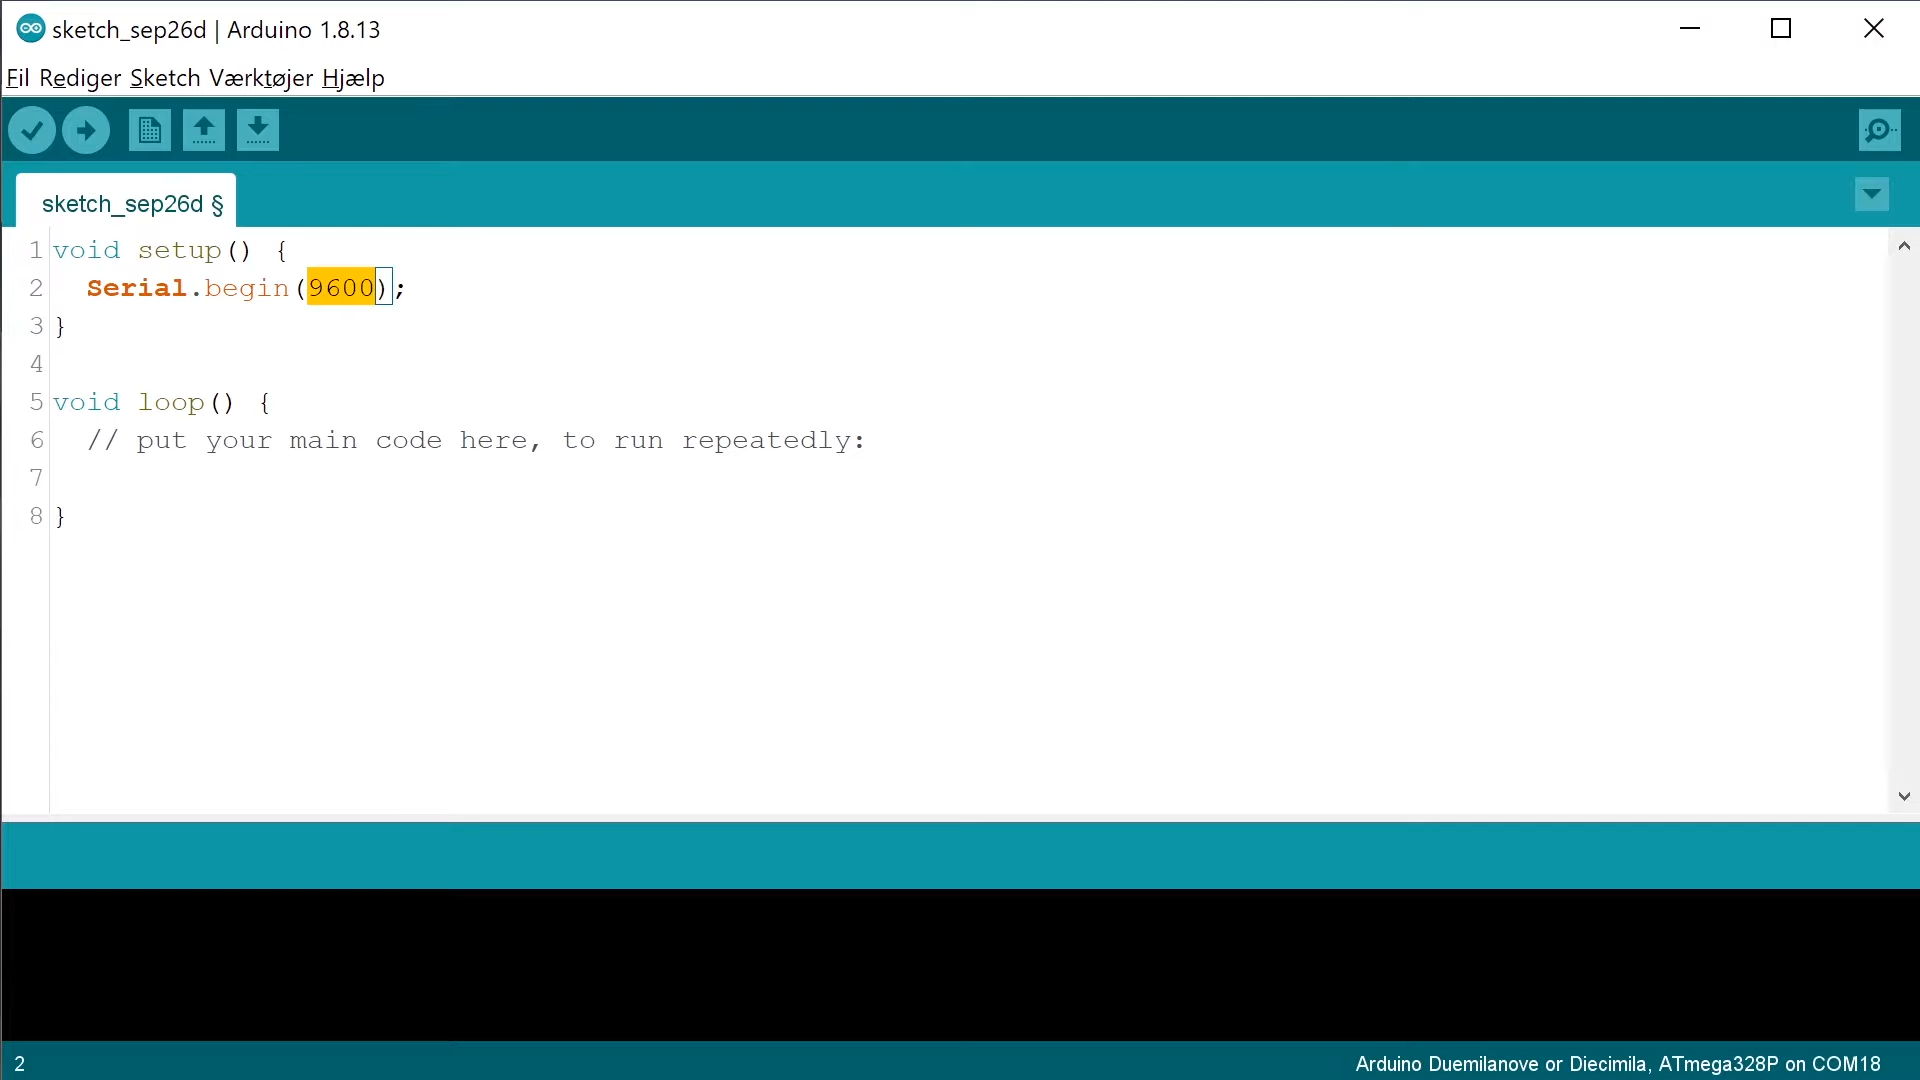 sketch_sep26d | Arduino 1.8.13
Fil Rediger Sketch Værktøjer Hjælp
sketch_sep26d §
1 void setup() {
2   Serial.begin(9600);
3 }
4
5 void loop() {
6   // put your main code here, to run repeatedly:
7
8 }
2
Arduino Duemilanove or Diecimila, ATmega328P on COM18